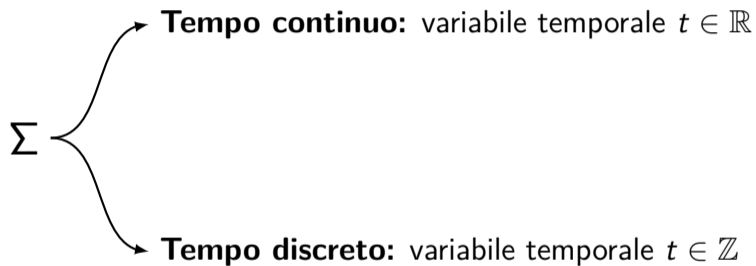 Tempo continuo: variabile temporale t ∈ ℝ
Σ
Tempo discreto: variabile temporale t ∈ ℤ